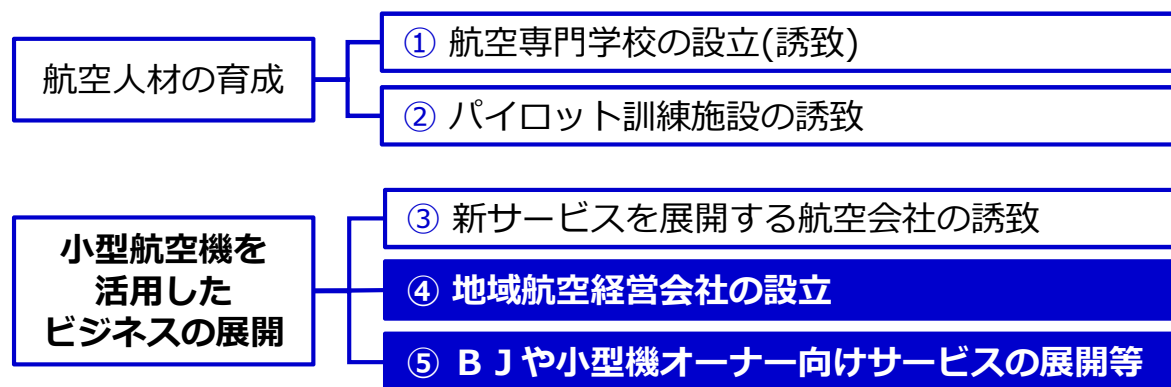 航空人材の育成
① 航空専門学校の設立(誘致)
② パイロット訓練施設の誘致
小型航空機を
活用した
ビジネスの展開
③ 新サービスを展開する航空会社の誘致
④ 地域航空経営会社の設立
⑤ ＢＪや小型機オーナー向けサービスの展開等